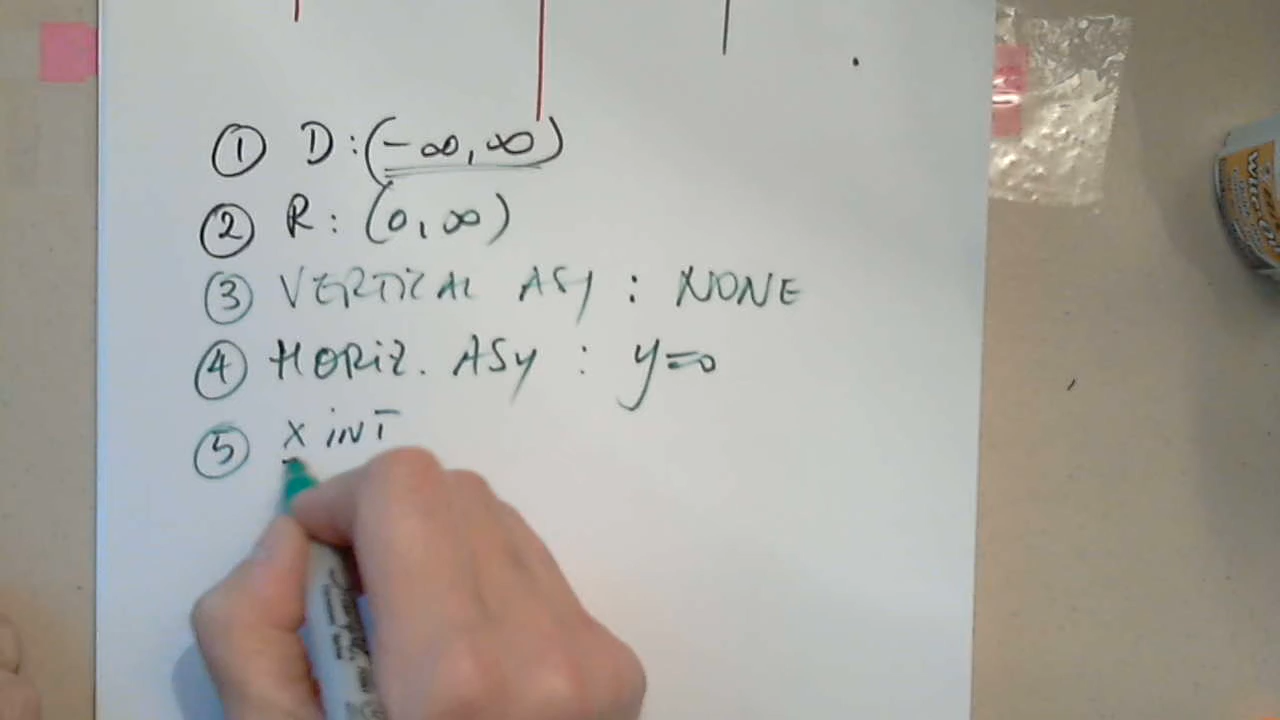 ① D: (-∞, ∞)
② R: (0, ∞)
③ VERTICAL ASY : NONE
④ HORIZ. ASY : y=0
⑤ X INT